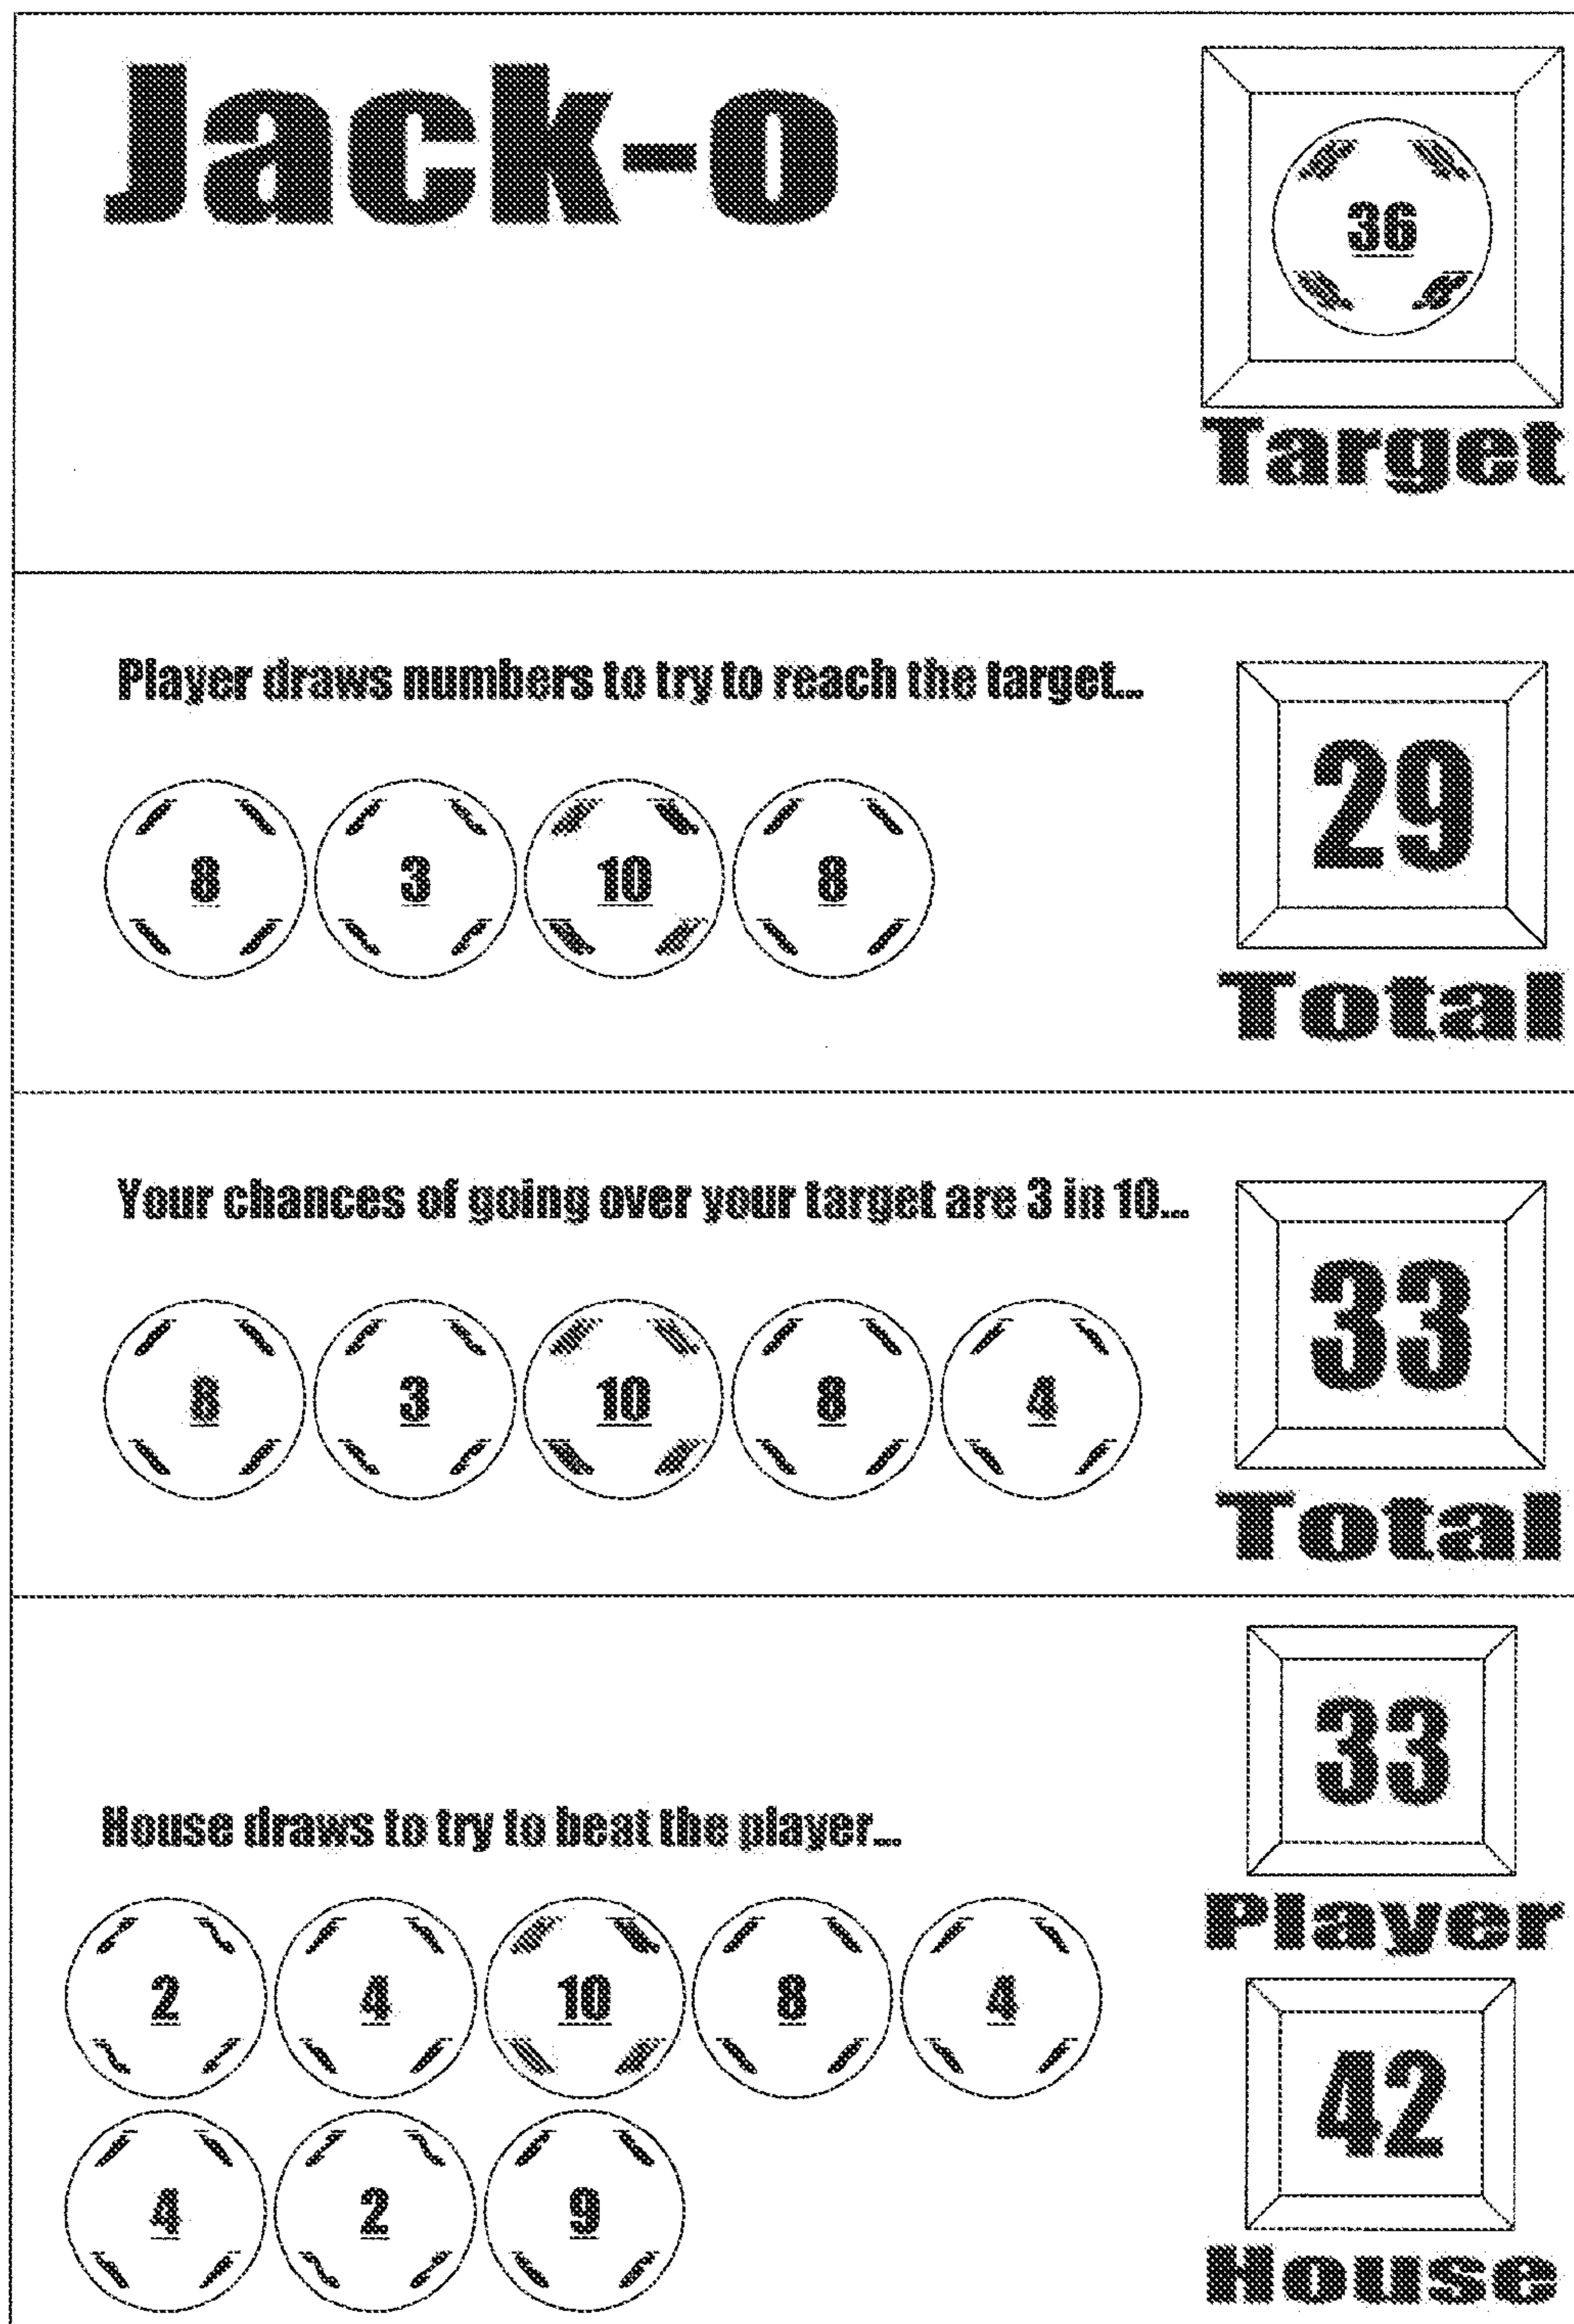 Jack-o
36
Target
Player draws numbers to try to reach the target...
29
8 3 10 8
Total
Your chances of going over your target are 3 in 10...
33
8 3 10 8 4
Total
33
House draws to try to beat the player...
Player
2 4 10 8 4
42
4 2 9
House